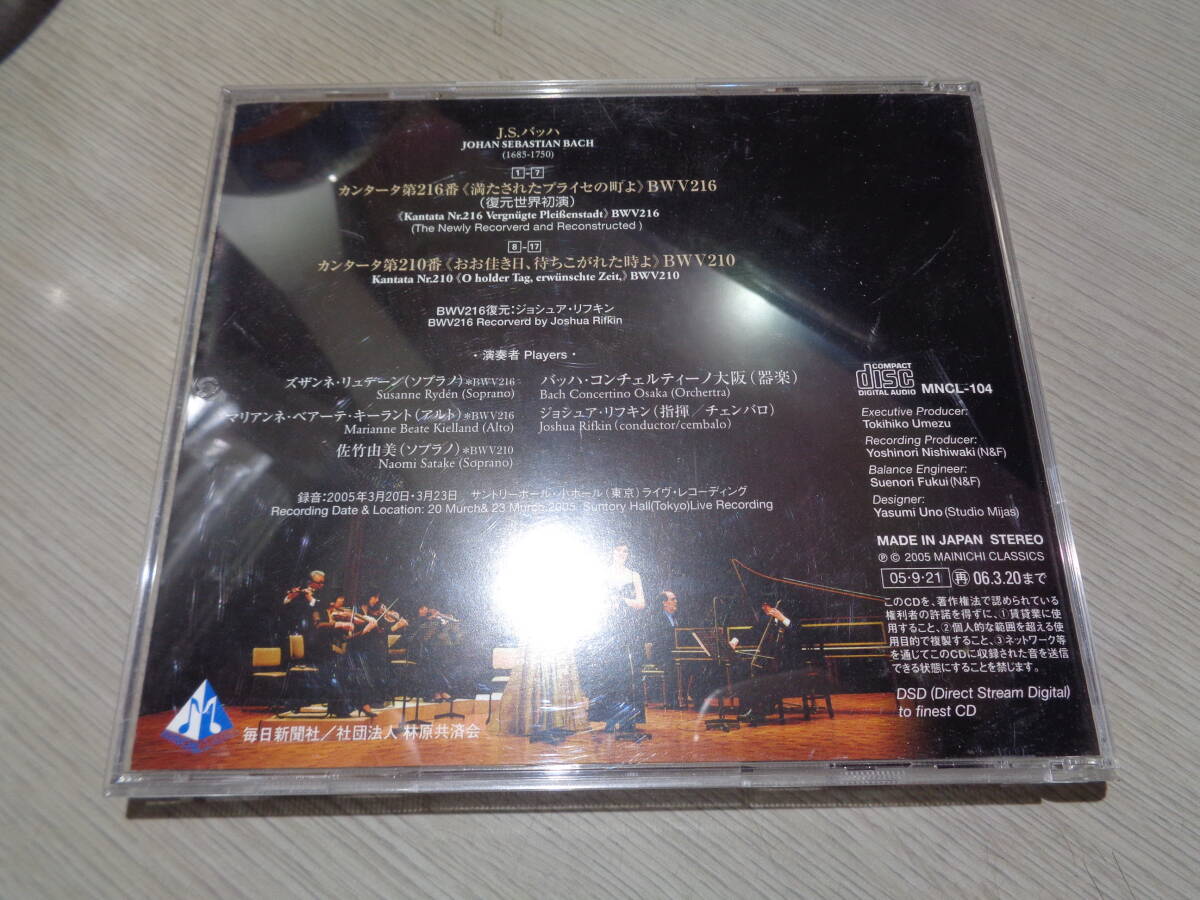 J.S.バッハ
JOHAN SEBASTIAN BACH
(1685-1750)
1-7
カンタータ第216番《満たされたプライセの町よ》BWV216
(復元世界初演)
《Kantata Nr.216 Vergnügte Pleißenstadt》BWV216
(The Newly Recorverd and Reconstructed)
8-17
カンタータ第210番《おお佳き日、待ちこがれた時よ》BWV210
Kantata Nr.210《O holder Tag, erwünschte Zeit,》BWV210
BWV216復元:ジョシュア・リフキン
BWV216 Recorverd by Joshua Rifkin
・演奏者 Players・
ズザンネ・リュデーン(ソプラノ)*BWV216
Susanne Rydén (Soprano)
マリアンネ・ベアーテ・キーラント(アルト)*BWV216
Marianne Beate Kielland (Alto)
佐竹由美(ソプラノ)*BWV210
Naomi Satake (Soprano)
バッハ・コンチェルティーノ大阪(器楽)
Bach Concertino Osaka (Orchertra)
ジョシュア・リフキン(指揮/チェンバロ)
Joshua Rifkin (conductor/cembalo)
録音:2005年3月20日・3月23日 サントリーホール・小ホール(東京)ライヴ・レコーディング
Recording Date & Location: 20 Murch& 23 Murch 2005 Suntory Hall(Tokyo)Live Recording
COMPACT
disc
DIGITAL AUDIO
MNCL-104
Executive Producer:
Tokihiko Umezu
Recording Producer:
Yoshinori Nishiwaki (N&F)
Balance Engineer:
Suenori Fukui (N&F)
Designer:
Yasumi Uno (Studio Mijas)
MADE IN JAPAN STEREO
Ⓟ © 2005 MAINICHI CLASSICS
05・9・21 再 06.3.20まで
このCDを、著作権法で認められている
権利者の許諾を得ずに、①賃貸業に使
用すること、②個人的な範囲を超える使
用目的で複製すること、③ネットワーク等
を通じてこのCDに収録された音を送信
できる状態にすることを禁じます。
DSD (Direct Stream Digital)
to finest CD
毎日新聞社/社団法人 林原共済会